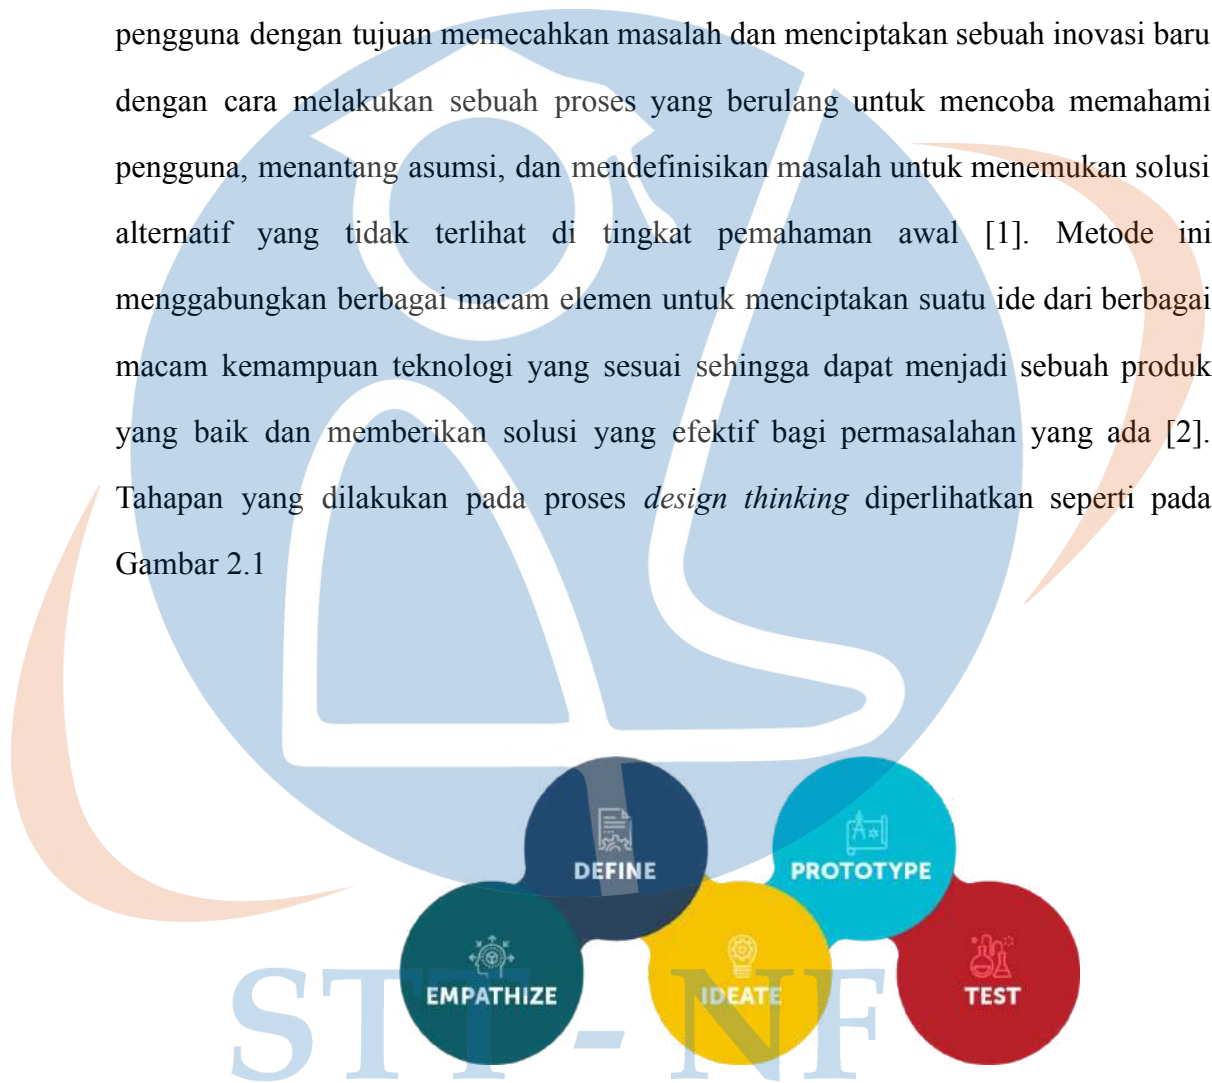 pengguna dengan tujuan memecahkan masalah dan menciptakan sebuah inovasi baru
dengan cara melakukan sebuah proses yang berulang untuk mencoba memahami
pengguna, menantang asumsi, dan mendefinisikan masalah untuk menemukan solusi
alternatif yang tidak terlihat di tingkat pemahaman awal [1]. Metode ini
menggabungkan berbagai macam elemen untuk menciptakan suatu ide dari berbagai
macam kemampuan teknologi yang sesuai sehingga dapat menjadi sebuah produk
yang baik dan memberikan solusi yang efektif bagi permasalahan yang ada [2].
Tahapan yang dilakukan pada proses design thinking diperlihatkan seperti pada
Gambar 2.1
DEFINE
PROTOTYPE
EMPATHIZE
IDEATE
TEST
STT - NF